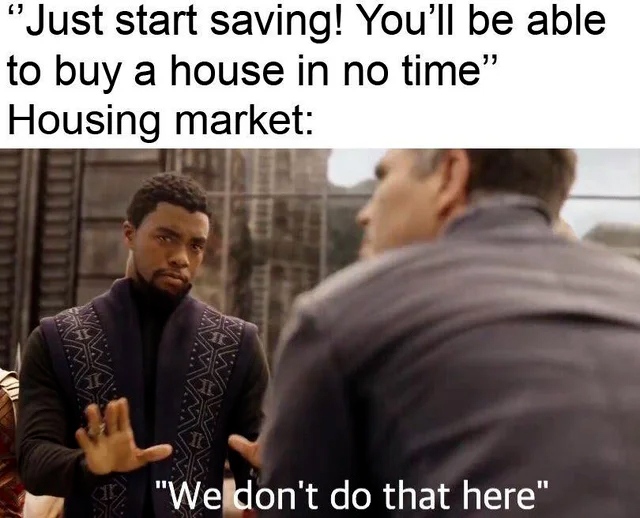 ‘’Just start saving! You’ll be able
to buy a house in no time’’
Housing market:
"We don't do that here"